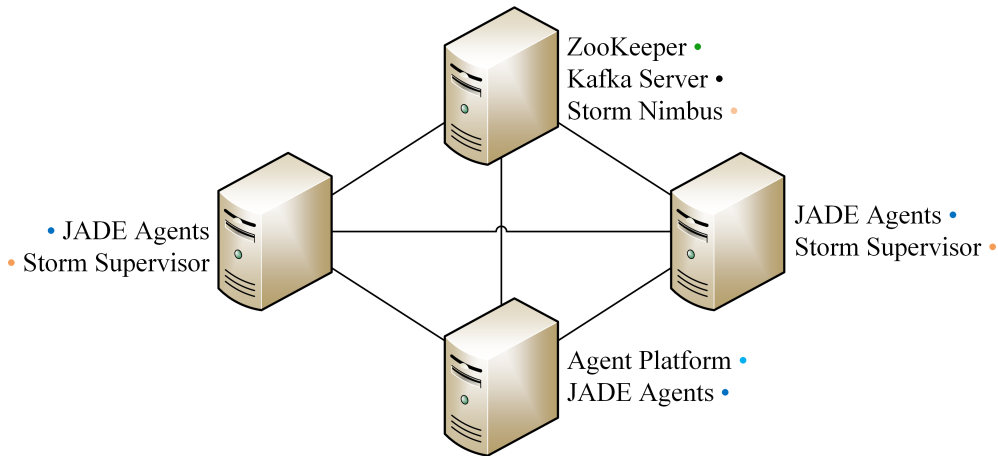 ZooKeeper •
Kafka Server •
Storm Nimbus •
• JADE Agents
• Storm Supervisor
JADE Agents •
Storm Supervisor •
Agent Platform •
JADE Agents •